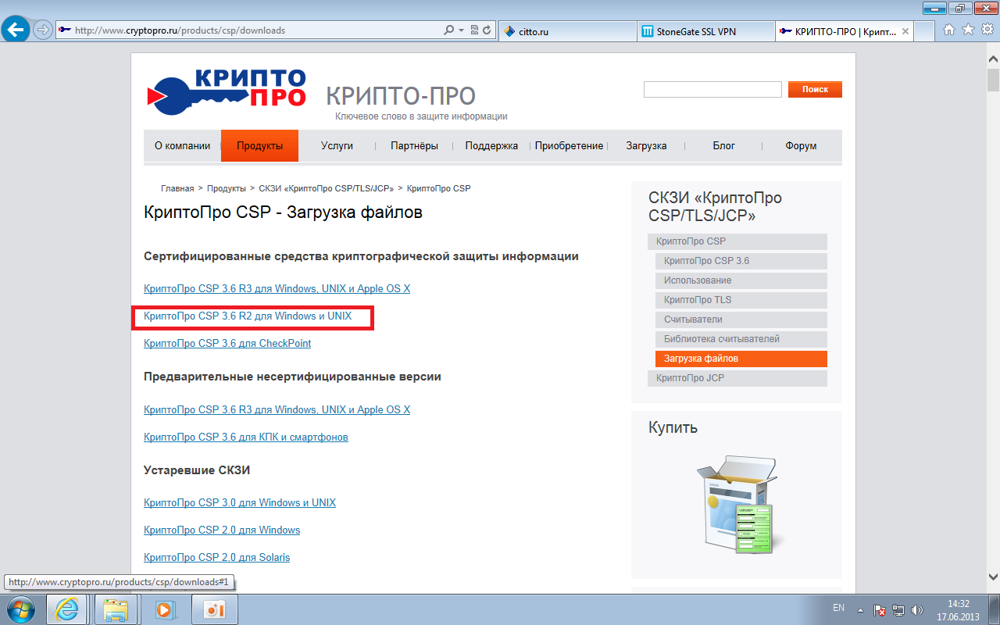 http://www.cryptopro.ru/products/csp/downloads
citto.ru
StoneGate SSL VPN
КРИПТО-ПРО | Крипт...
КРИПТО
ПРО
КРИПТО-ПРО
Ключевое слово в защите информации
Поиск
О компании
Продукты
Услуги
Партнёры
Поддержка
Приобретение
Загрузка
Блог
Форум
Главная > Продукты > СКЗИ «КриптоПро CSP/TLS/JCP» > КриптоПро CSP
КриптоПро CSP - Загрузка файлов
Сертифицированные средства криптографической защиты информации
КриптоПро CSP 3.6 R3 для Windows, UNIX и Apple OS X
КриптоПро CSP 3.6 R2 для Windows и UNIX
КриптоПро CSP 3.6 для CheckPoint
Предварительные несертифицированные версии
КриптоПро CSP 3.6 R3 для Windows, UNIX и Apple OS X
КриптоПро CSP 3.6 для КПК и смартфонов
Устаревшие СКЗИ
КриптоПро CSP 3.0 для Windows и UNIX
КриптоПро CSP 2.0 для Windows
КриптоПро CSP 2.0 для Solaris
СКЗИ «КриптоПро
CSP/TLS/JCP»
КриптоПро CSP
КриптоПро CSP 3.6
Использование
КриптоПро TLS
Считыватели
Библиотека считывателей
Загрузка файлов
КриптоПро JCP
Купить
http://www.cryptopro.ru/products/csp/downloads#1
EN
14:32
17.06.2013